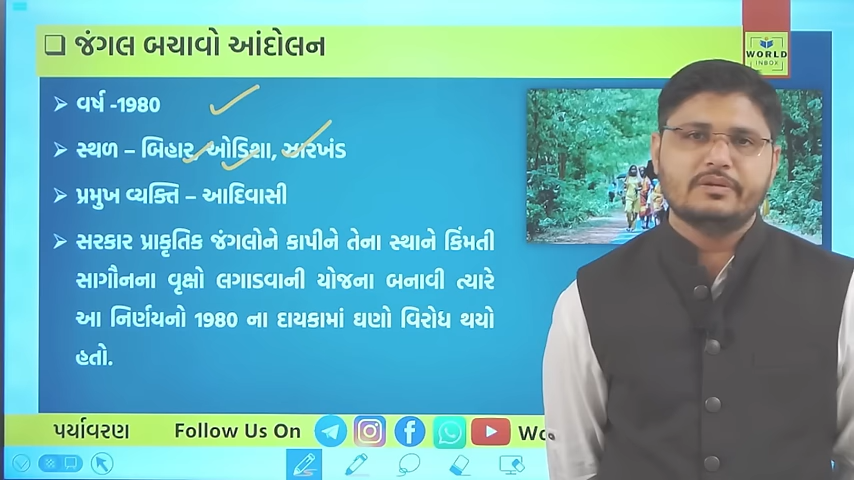 ❑ જંગલ બચાવો આંદોલન
WORLD
INBOX
➤ વર્ષ -1980
➤ સ્થળ – બિહાર, ઓડિશા, ઝારખંડ
➤ પ્રમુખ વ્યક્તિ – આદિવાસી
➤ સરકાર પ્રાકૃતિક જંગલોને કાપીને તેના સ્થાને કિંમતી
સાગૌનના વૃક્ષો લગાડવાની યોજના બનાવી ત્યારે
આ નિર્ણયનો 1980 ના દાયકામાં ઘણો વિરોધ થયો
હતો.
પર્યાવરણ Follow Us On